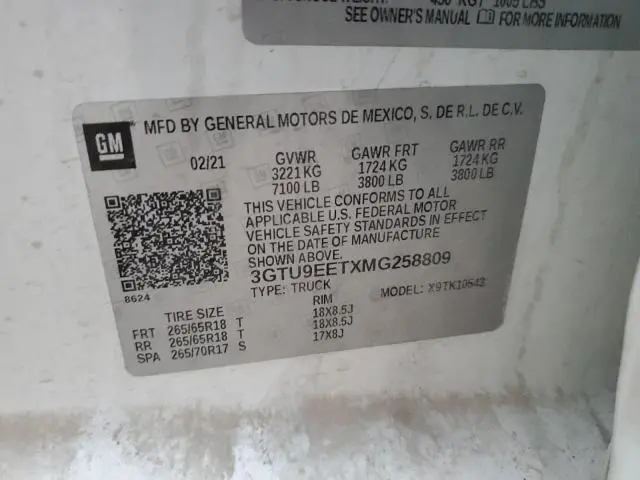 450 KG / 1005 LBS
SEE OWNER'S MANUAL FOR MORE INFORMATION
GM
MFD BY GENERAL MOTORS DE MEXICO, S. DE R.L. DE C.V.
02/21 GVWR GAWR FRT GAWR RR
3221 KG 1724 KG 1724 KG
7100 LB 3800 LB 3800 LB
THIS VEHICLE CONFORMS TO ALL
APPLICABLE U.S. FEDERAL MOTOR
VEHICLE SAFETY STANDARDS IN EFFECT
ON THE DATE OF MANUFACTURE
SHOWN ABOVE.
3GTU9EETXMG258809
8624
TYPE: TRUCK MODEL: X9TK10543
TIRE SIZE RIM
FRT 265/65R18 T 18X8.5J
RR 265/65R18 T 18X8.5J
SPA 265/70R17 S 17X8J